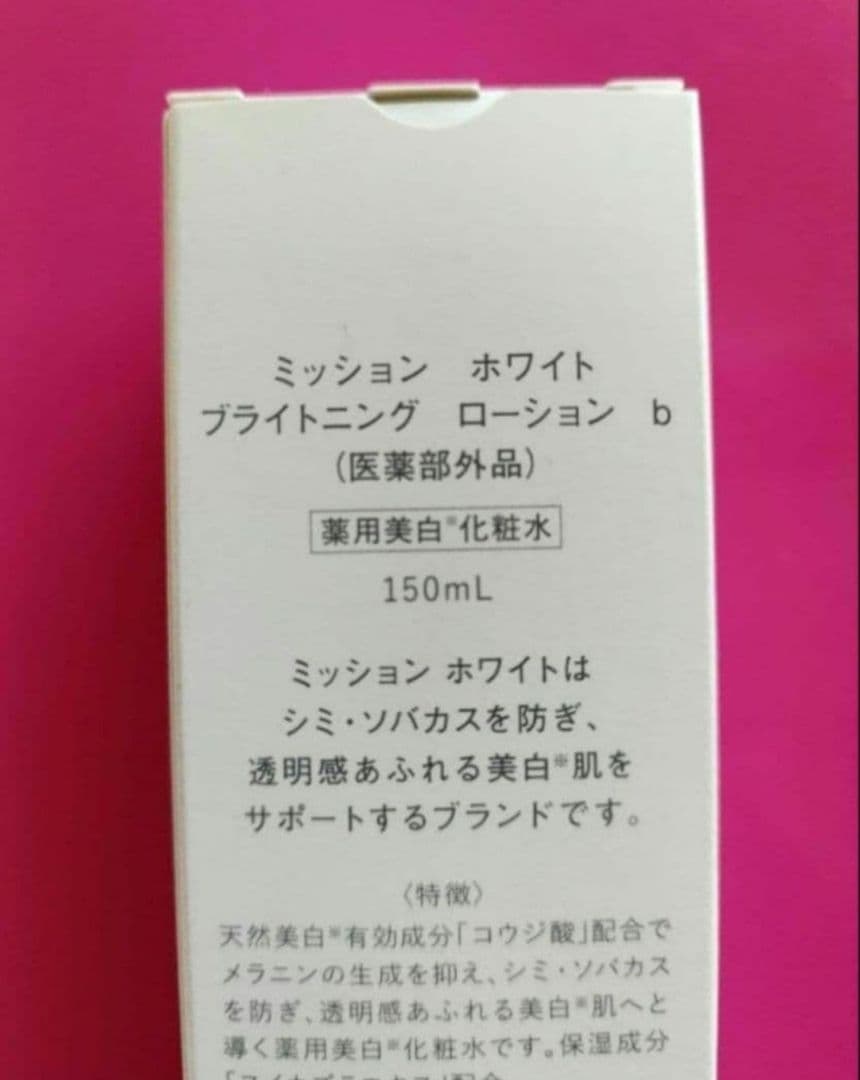 ミッション ホワイト
ブライトニング ローション b
(医薬部外品)
薬用美白※化粧水
150mL
ミッション ホワイトは
シミ・ソバカスを防ぎ、
透明感あふれる美白※肌を
サポートするブランドです。
〈特徴〉
天然美白※有効成分「コウジ酸」配合で
メラニンの生成を抑え、シミ・ソバカス
を防ぎ、透明感あふれる美白※肌へと
導く薬用美白※化粧水です。保湿成分